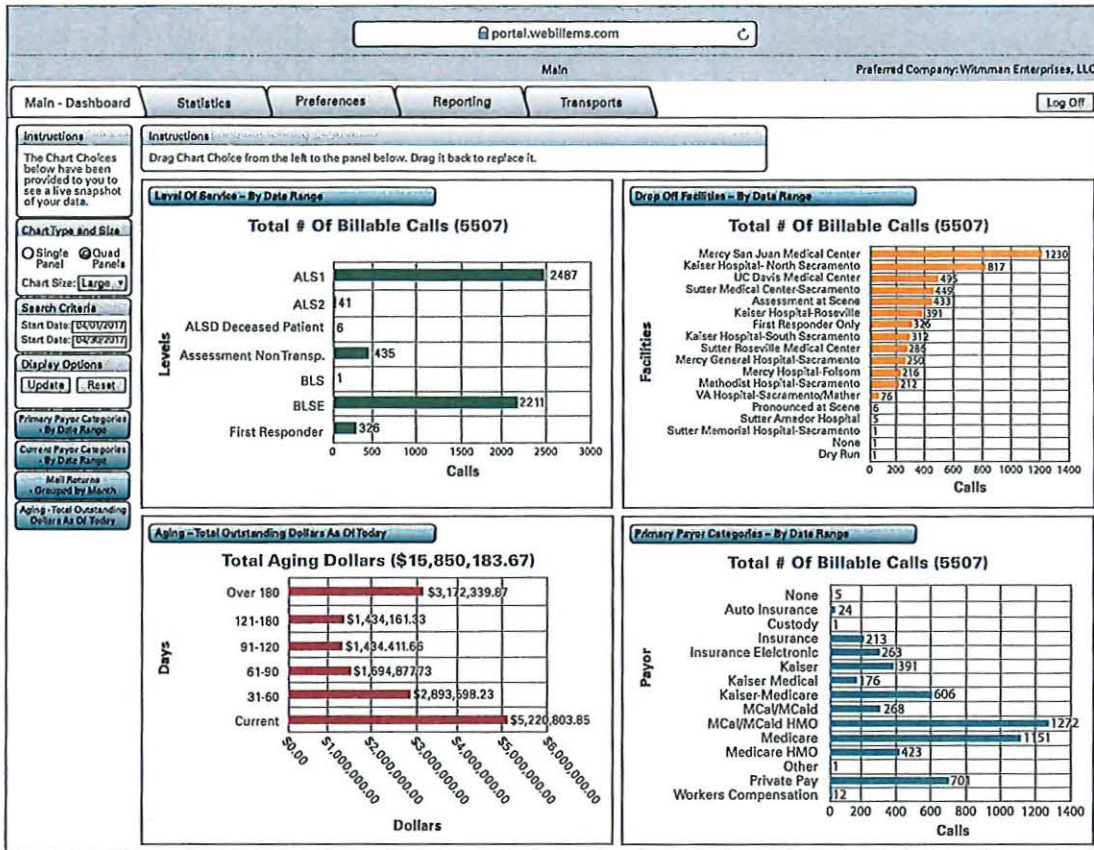 portal.webillems.com
Main
Preferred Company: Wittman Enterprises, LLC
Main - Dashboard
Statistics
Preferences
Reporting
Transports
Log Off
Instructions
The Chart Choices
below have been
provided to you to
see a live snapshot
of your data.
Chart Type and Size
Single
Panel
Quad
Panels
Chart Size: Large
Search Criteria
Start Date: 04/01/2017
Start Date: 04/30/2017
Display Options
Update
Reset
Primary Payor Categories
- By Date Range
Current Payor Categories
- By Date Range
Mail Returns
- Grouped by Month
Aging - Total Outstanding
Dollars As Of Today
Instructions
Drag Chart Choice from the left to the panel below. Drag it back to replace it.
Level Of Service – By Date Range
Total # Of Billable Calls (5507)
Levels
ALS1 2487
ALS2 41
ALSD Deceased Patient 6
Assessment Non Transp. 435
BLS 1
BLSE 2211
First Responder 326
0 500 1000 1500 2000 2500 3000
Calls
Drop Off Facilities – By Date Range
Total # Of Billable Calls (5507)
Facilities
Mercy San Juan Medical Center 1230
Kaiser Hospital- North Sacramento 817
UC Davis Medical Center 495
Sutter Medical Center-Sacramento 449
Assessment at Scene 433
Kaiser Hospital-Roseville 391
First Responder Only 326
Kaiser Hospital-South Sacramento 312
Sutter Roseville Medical Center 286
Mercy General Hospital-Sacramento 250
Mercy Hospital-Folsom 216
Methodist Hospital-Sacramento 212
VA Hospital-Sacramento/Mather 76
Pronounced at Scene 6
Sutter Amador Hospital 5
Sutter Memorial Hospital-Sacramento 1
None 1
Dry Run 1
0 200 400 600 800 1000 1200 1400
Calls
Aging – Total Outstanding Dollars As Of Today
Total Aging Dollars ($15,850,183.67)
Days
Over 180 $3,172,339.87
121-180 $1,434,161.33
91-120 $1,434.411.66
61-90 $1,694,877.73
31-60 $2,893,598.23
Current $5,220,803.85
$0.00 $1,000,000.00 $2,000,000.00 $3,000,000.00 $4,000,000.00 $5,000,000.00 $6,000,000.00
Dollars
Primary Payor Categories – By Date Range
Total # Of Billable Calls (5507)
Payor
None 5
Auto Insurance 24
Custody 1
Insurance 213
Insurance Elelctronic 263
Kaiser 391
Kaiser Medical 176
Kaiser-Medicare 606
MCal/MCaid 268
MCal/MCaid HMO 1272
Medicare 1151
Medicare HMO 423
Other 1
Private Pay 701
Workers Compensation 12
0 200 400 600 800 1000 1200 1400
Calls